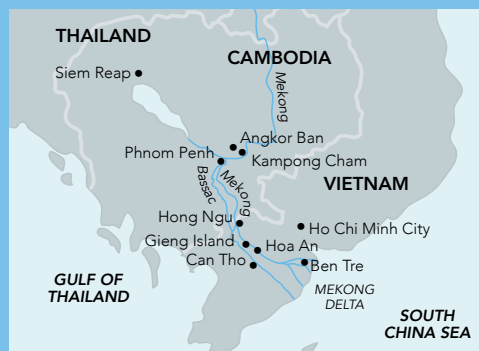 THAILAND
CAMBODIA
Siem Reap
Mekong
Angkor Ban
Phnom Penh
Kampong Cham
Bassac
Mekong
VIETNAM
Hong Ngu
Ho Chi Minh City
Gieng Island
Hoa An
Can Tho
Ben Tre
GULF OF
THAILAND
MEKONG
DELTA
SOUTH
CHINA SEA